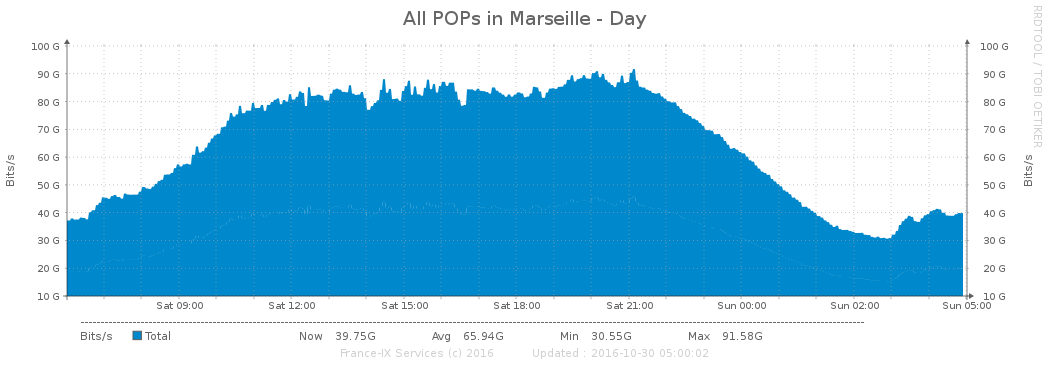 All POPs in Marseille - Day
RRDTOOL / TOBI OETIKER
Bits/s
100 G
90 G
80 G
70 G
60 G
50 G
40 G
30 G
20 G
10 G
100 G
90 G
80 G
70 G
60 G
50 G
40 G
30 G
20 G
10 G
Bits/s
Sat 09:00 Sat 12:00 Sat 15:00 Sat 18:00 Sat 21:00 Sun 00:00 Sun 02:00 Sun 05:00
Bits/s Total Now 39.75G Avg 65.94G Min 30.55G Max 91.58G
France-IX Services (c) 2016 Updated : 2016-10-30 05:00:02